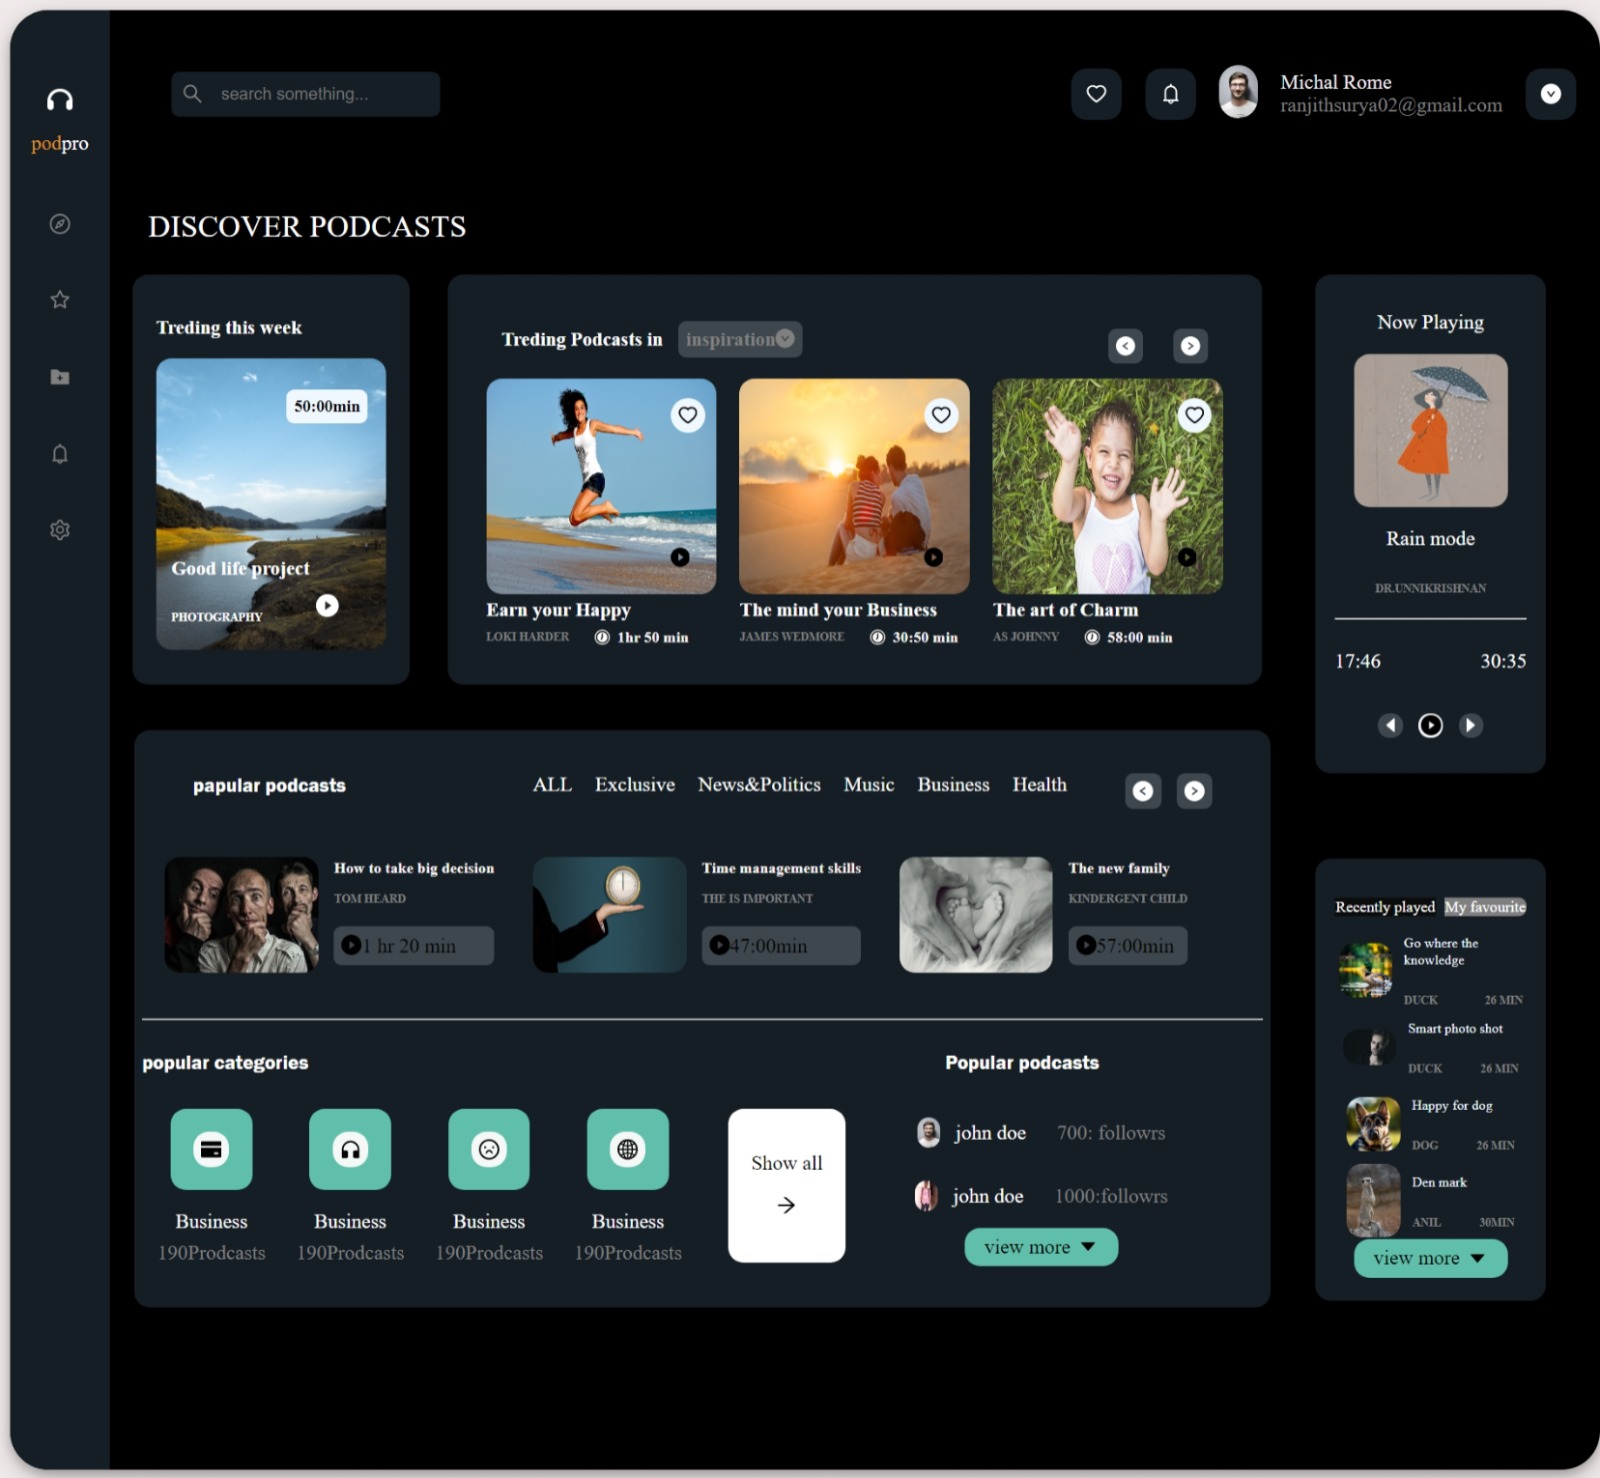 search something...
Michal Rome
ranjithsurya02@gmail.com
podpro
DISCOVER PODCASTS
Treding this week
50:00min
Good life project
PHOTOGRAPHY
Treding Podcasts in
inspiration
Earn your Happy
LOKI HARDER
1hr 50 min
The mind your Business
JAMES WEDMORE
30:50 min
The art of Charm
AS JOHNNY
58:00 min
Now Playing
Rain mode
DR.UNNIKRISHNAN
17:46
30:35
papular podcasts
ALL
Exclusive
News&Politics
Music
Business
Health
How to take big decision
TOM HEARD
1 hr 20 min
Time management skills
THE IS IMPORTANT
47:00min
The new family
KINDERGENT CHILD
57:00min
popular categories
Business
190Prodcasts
Business
190Prodcasts
Business
190Prodcasts
Business
190Prodcasts
Show all
Popular podcasts
john doe
700: followrs
john doe
1000:followrs
view more
Recently played
My favourite
Go where the
knowledge
DUCK
26 MIN
Smart photo shot
DUCK
26 MIN
Happy for dog
DOG
26 MIN
Den mark
ANIL
30MIN
view more